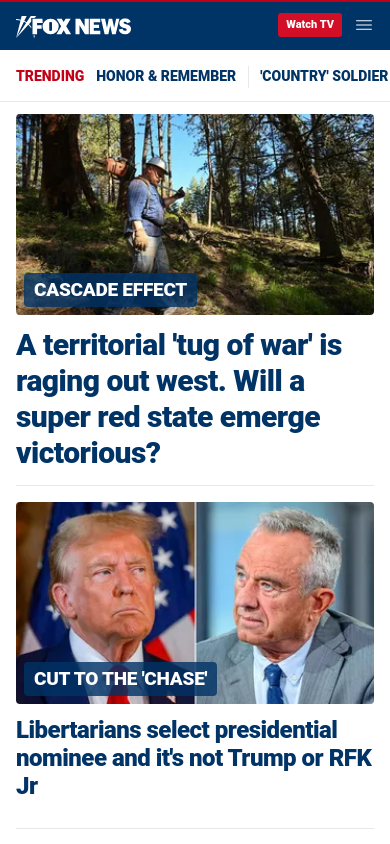 FOX NEWS
Watch TV
TRENDING HONOR & REMEMBER 'COUNTRY' SOLDIER
CASCADE EFFECT
A territorial 'tug of war' is
raging out west. Will a
super red state emerge
victorious?
CUT TO THE 'CHASE'
Libertarians select presidential
nominee and it's not Trump or RFK
Jr